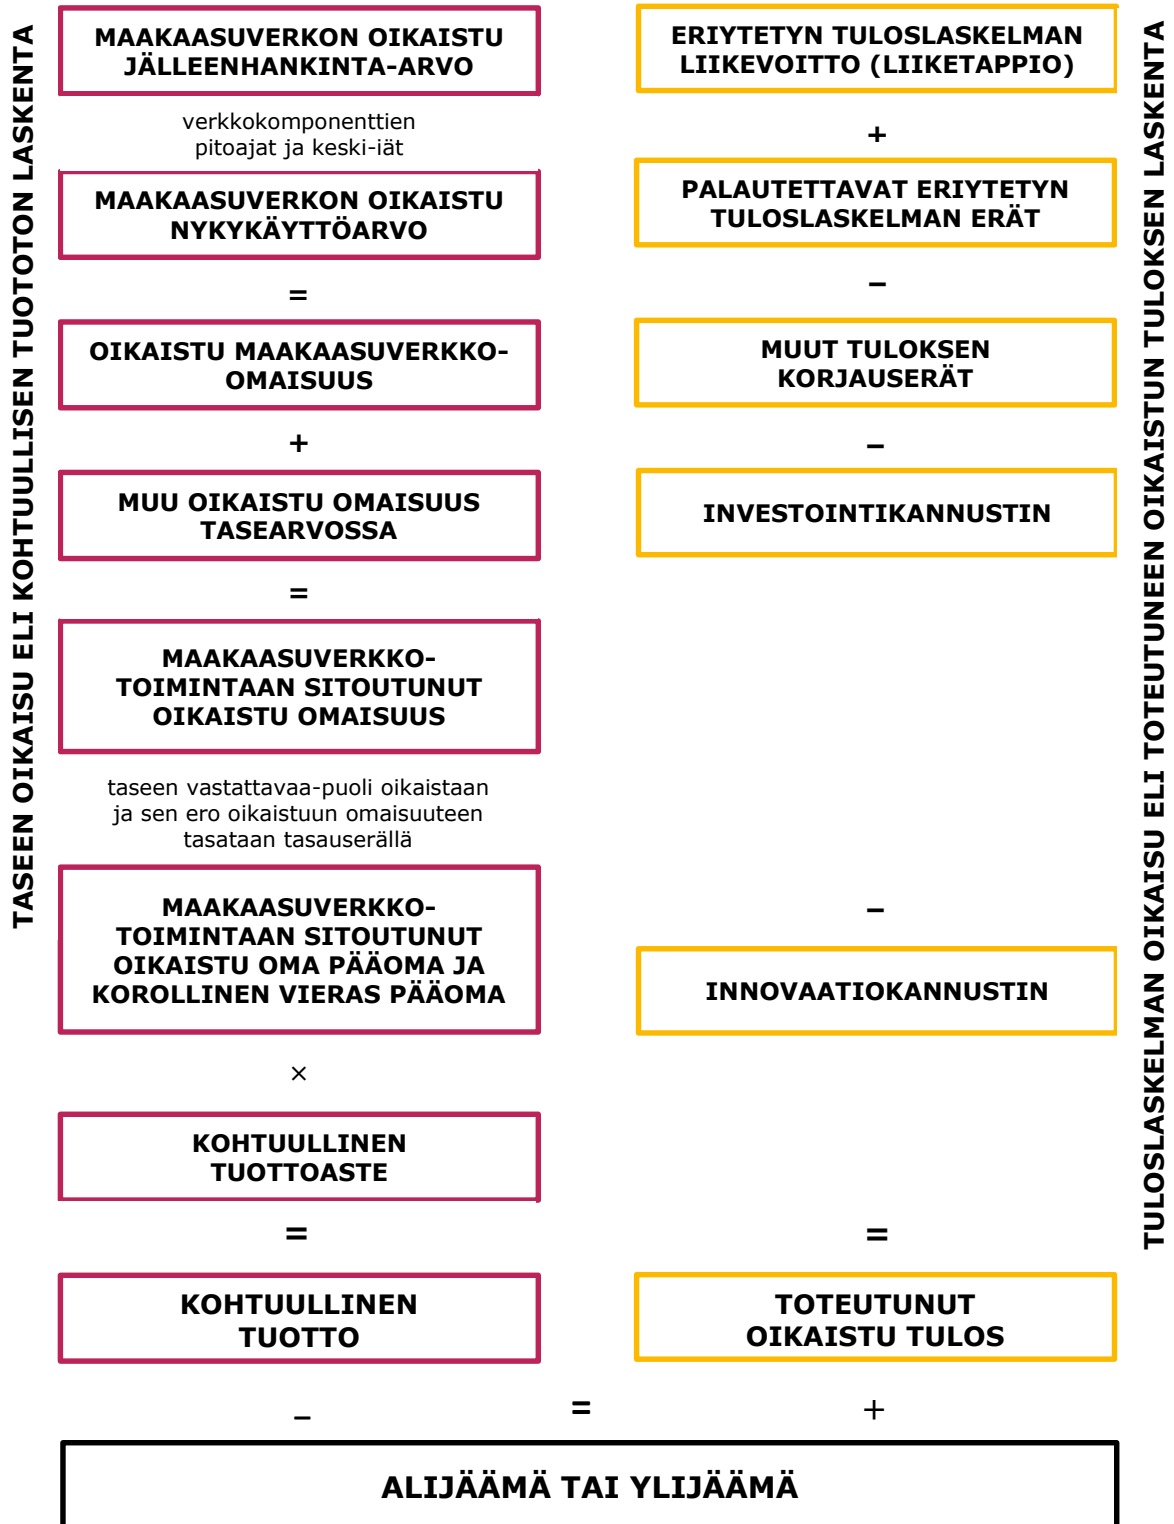 TASEEN OIKAISU ELI KOHTUULLISEN TUOTOTON LASKENTA
MAAKAASUVERKON OIKAISTU
JÄLLEENHANKINTA-ARVO
verkkokomponenttien
pitoajat ja keski-iät
MAAKAASUVERKON OIKAISTU
NYKYKÄYTTÖARVO
=
OIKAISTU MAAKAASUVERKKO-
OMAISUUS
+
MUU OIKAISTU OMAISUUS
TASEARVOSSA
=
MAAKAASUVERKKO-
TOIMINTAAN SITOUTUNUT
OIKAISTU OMAISUUS
taseen vastattavaa-puoli oikaistaan
ja sen ero oikaistuun omaisuuteen
tasataan tasauserällä
MAAKAASUVERKKO-
TOIMINTAAN SITOUTUNUT
OIKAISTU OMA PÄÄOMA JA
KOROLLINEN VIERAS PÄÄOMA
×
KOHTUULLINEN
TUOTTOASTE
=
KOHTUULLINEN
TUOTTO
–
ERIYTETYN TULOSLASKELMAN
LIIKEVOITTO (LIIKETAPPIO)
+
PALAUTETTAVAT ERIYTETYN
TULOSLASKELMAN ERÄT
–
MUUT TULOKSEN
KORJAUSERÄT
–
INVESTOINTIKANNUSTIN
–
INNOVAATIOKANNUSTIN
=
TOTEUTUNUT
OIKAISTU TULOS
+
TULOSLASKELMAN OIKAISU ELI TOTEUTUNEEN OIKAISTUN TULOKSEN LASKENTA
=
ALIJÄÄMÄ TAI YLIJÄÄMÄ